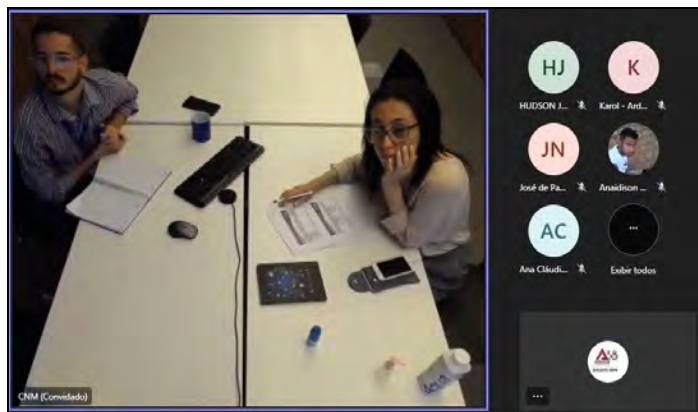 HJ
HUDSON J...
K
Karol - Ard...
JN
José de Pa...
Anaidison ...
AC
Ana Cláudi...
...
Exibir todos
CNM (Convidado)
...